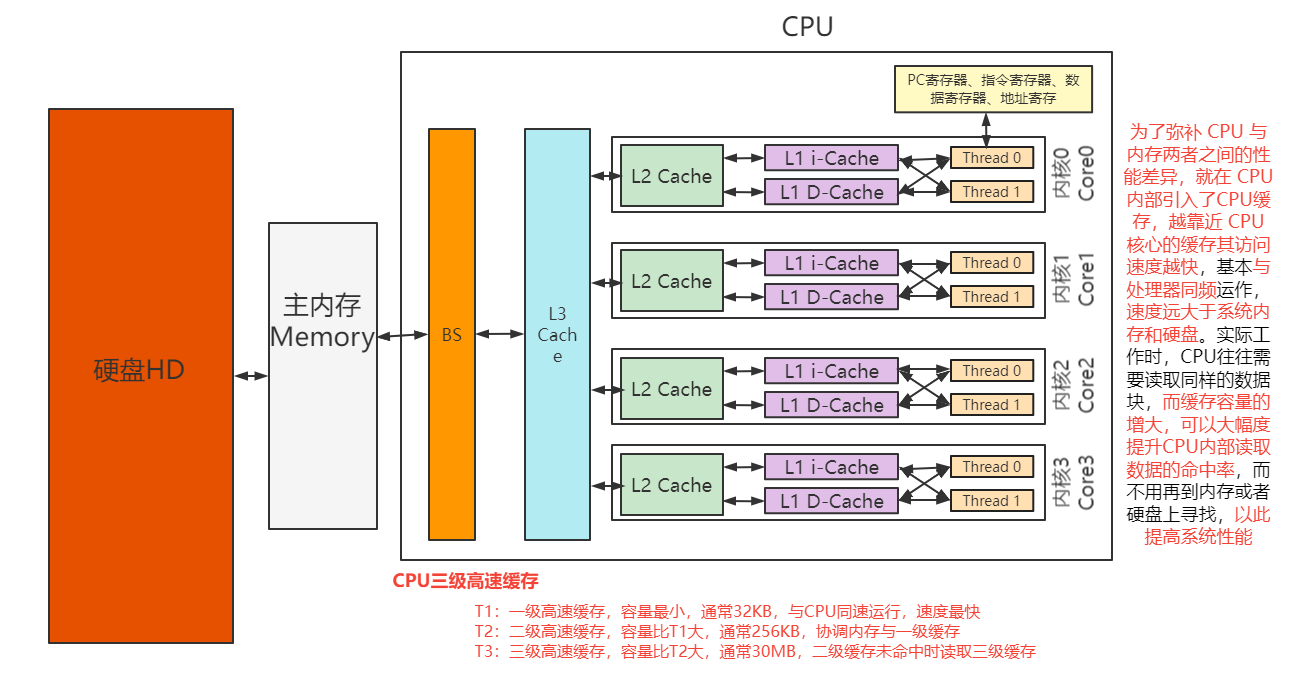 CPU
PC寄存器、指令寄存器、数
据寄存器、地址寄存
硬盘HD
主内存
Memory
BS
L3
Cach
e
L2 Cache
L1 i-Cache
L1 D-Cache
Thread 0
Thread 1
内核0
Core0
L2 Cache
L1 i-Cache
L1 D-Cache
Thread 0
Thread 1
内核1
Core1
L2 Cache
L1 i-Cache
L1 D-Cache
Thread 0
Thread 1
内核2
Core2
L2 Cache
L1 i-Cache
L1 D-Cache
Thread 0
Thread 1
内核3
Core3
为了弥补 CPU 与
内存两者之间的性
能差异，就在 CPU
内部引入了CPU缓
存，越靠近 CPU
核心的缓存其访问
速度越快，基本与
处理器同频运作，
速度远大于系统内
存和硬盘。实际工
作时，CPU往往需
要读取同样的数据
块，而缓存容量的
增大，可以大幅度
提升CPU内部读取
数据的命中率，而
不用再到内存或者
硬盘上寻找，以此
提高系统性能
CPU三级高速缓存
T1：一级高速缓存，容量最小，通常32KB，与CPU同速运行，速度最快
T2：二级高速缓存，容量比T1大，通常256KB，协调内存与一级缓存
T3：三级高速缓存，容量比T2大，通常30MB，二级缓存未命中时读取三级缓存